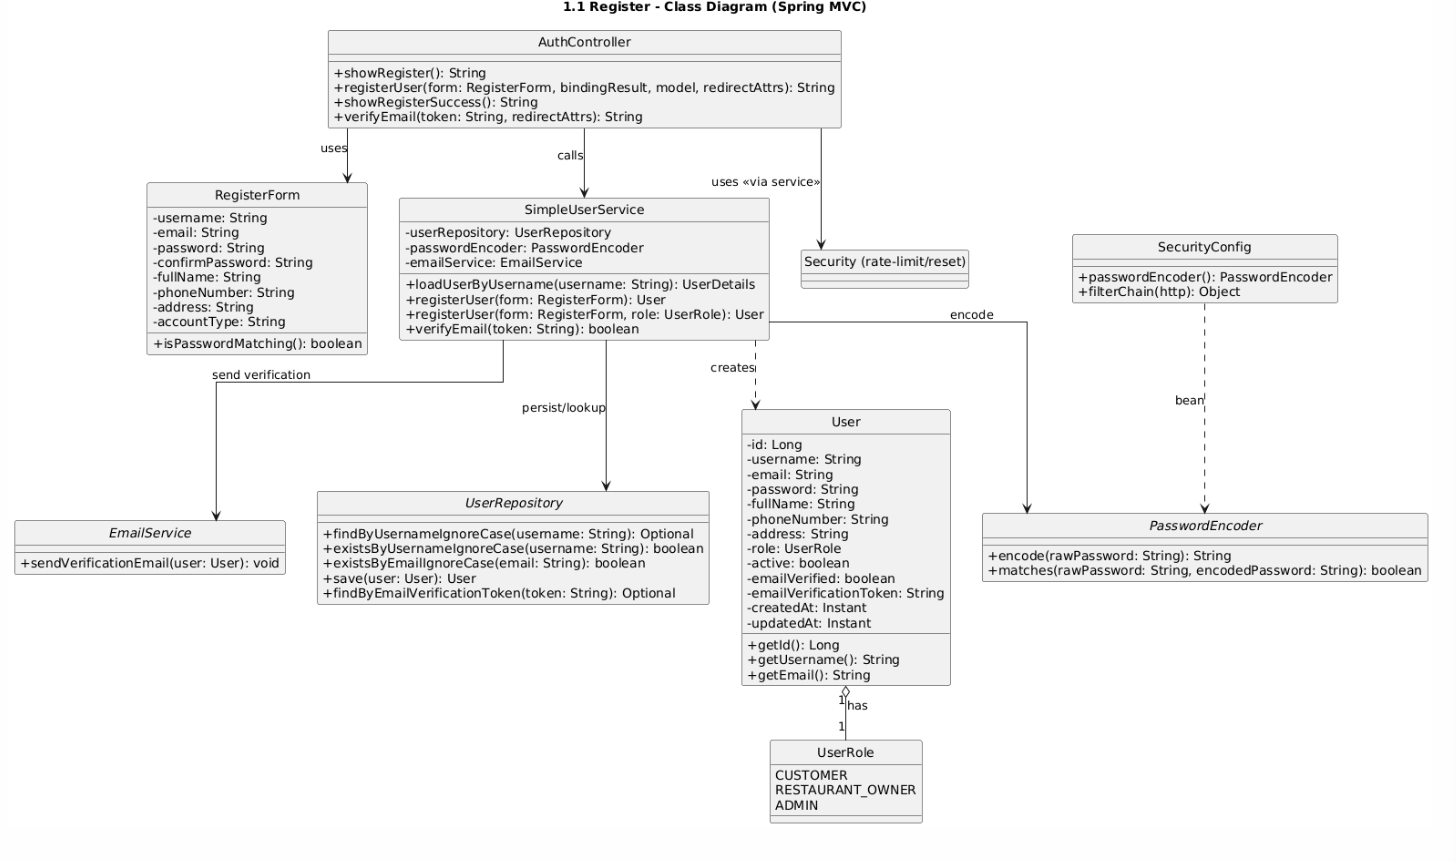 1.1 Register - Class Diagram (Spring MVC)
AuthController
+showRegister(): String
+registerUser(form: RegisterForm, bindingResult, model, redirectAttrs): String
+showRegisterSuccess(): String
+verifyEmail(token: String, redirectAttrs): String
uses
calls
uses «via service»
RegisterForm
-username: String
-email: String
-password: String
-confirmPassword: String
-fullName: String
-phoneNumber: String
-address: String
-accountType: String
+isPasswordMatching(): boolean
SimpleUserService
-userRepository: UserRepository
-passwordEncoder: PasswordEncoder
-emailService: EmailService
+loadUserByUsername(username: String): UserDetails
+registerUser(form: RegisterForm): User
+registerUser(form: RegisterForm, role: UserRole): User
+verifyEmail(token: String): boolean
Security (rate-limit/reset)
SecurityConfig
+passwordEncoder(): PasswordEncoder
+filterChain(http): Object
send verification
persist/lookup
creates
encode
bean
EmailService
+sendVerificationEmail(user: User): void
UserRepository
+findByUsernameIgnoreCase(username: String): Optional
+existsByUsernameIgnoreCase(username: String): boolean
+existsByEmailIgnoreCase(email: String): boolean
+save(user: User): User
+findByEmailVerificationToken(token: String): Optional
User
-id: Long
-username: String
-email: String
-password: String
-fullName: String
-phoneNumber: String
-address: String
-role: UserRole
-active: boolean
-emailVerified: boolean
-emailVerificationToken: String
-createdAt: Instant
-updatedAt: Instant
+getId(): Long
+getUsername(): String
+getEmail(): String
PasswordEncoder
+encode(rawPassword: String): String
+matches(rawPassword: String, encodedPassword: String): boolean
1
has
1
UserRole
CUSTOMER
RESTAURANT_OWNER
ADMIN